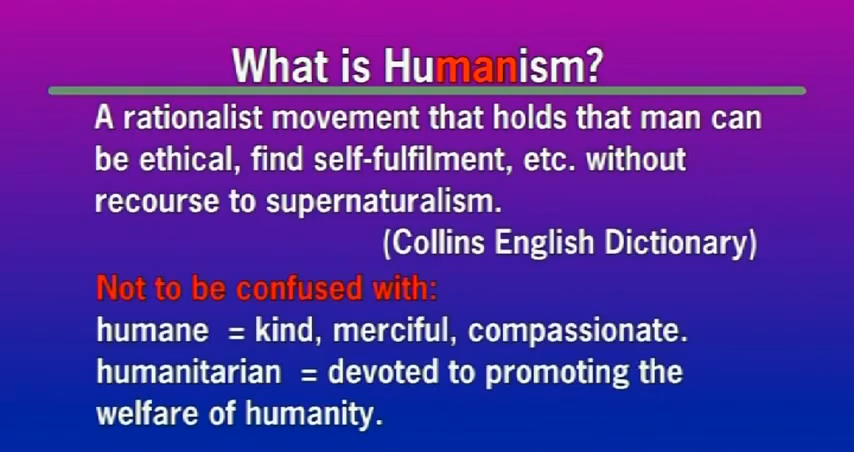 What is Humanism?
A rationalist movement that holds that man can
be ethical, find self-fulfilment, etc. without
recourse to supernaturalism.
(Collins English Dictionary)
Not to be confused with:
humane = kind, merciful, compassionate.
humanitarian = devoted to promoting the
welfare of humanity.